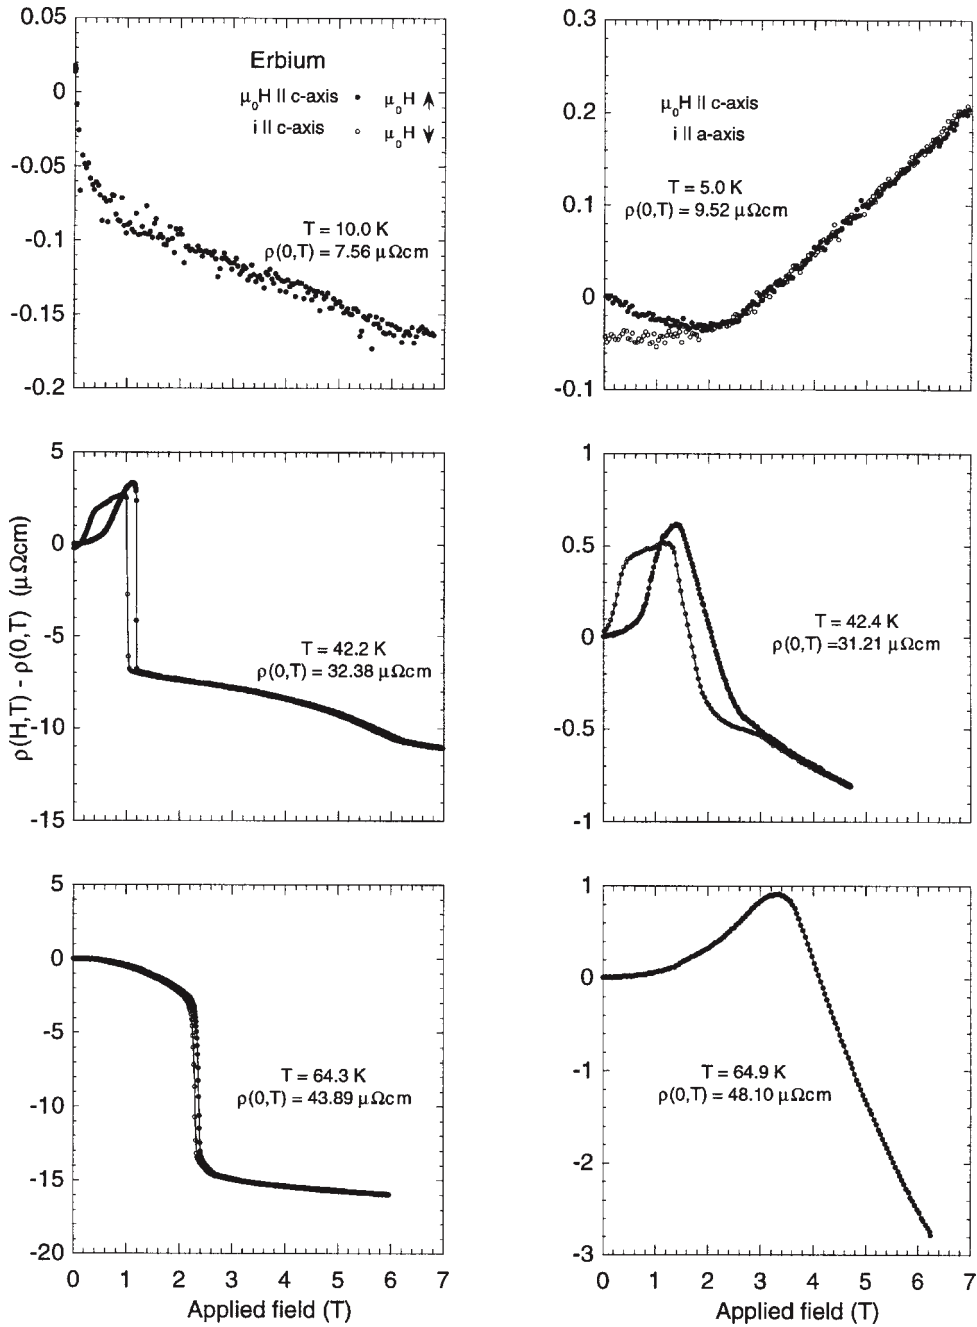 0.05
0
-0.05
-0.1
-0.15
-0.2
Erbium
μ₀H || c-axis • μ₀H ↑
i || c-axis ○ μ₀H ↓
T = 10.0 K
ρ(0,T) = 7.56 μΩcm
0.3
0.2
0.1
0
-0.1
μ₀H || c-axis
i || a-axis
T = 5.0 K
ρ(0,T) = 9.52 μΩcm
ρ(H,T) - ρ(0,T) (μΩcm)
5
0
-5
-10
-15
T = 42.2 K
ρ(0,T) = 32.38 μΩcm
1
0.5
0
-0.5
-1
T = 42.4 K
ρ(0,T) =31.21 μΩcm
5
0
-5
-10
-15
-20
T = 64.3 K
ρ(0,T) = 43.89 μΩcm
0 1 2 3 4 5 6 7
Applied field (T)
1
0
-1
-2
-3
T = 64.9 K
ρ(0,T) = 48.10 μΩcm
0 1 2 3 4 5 6 7
Applied field (T)